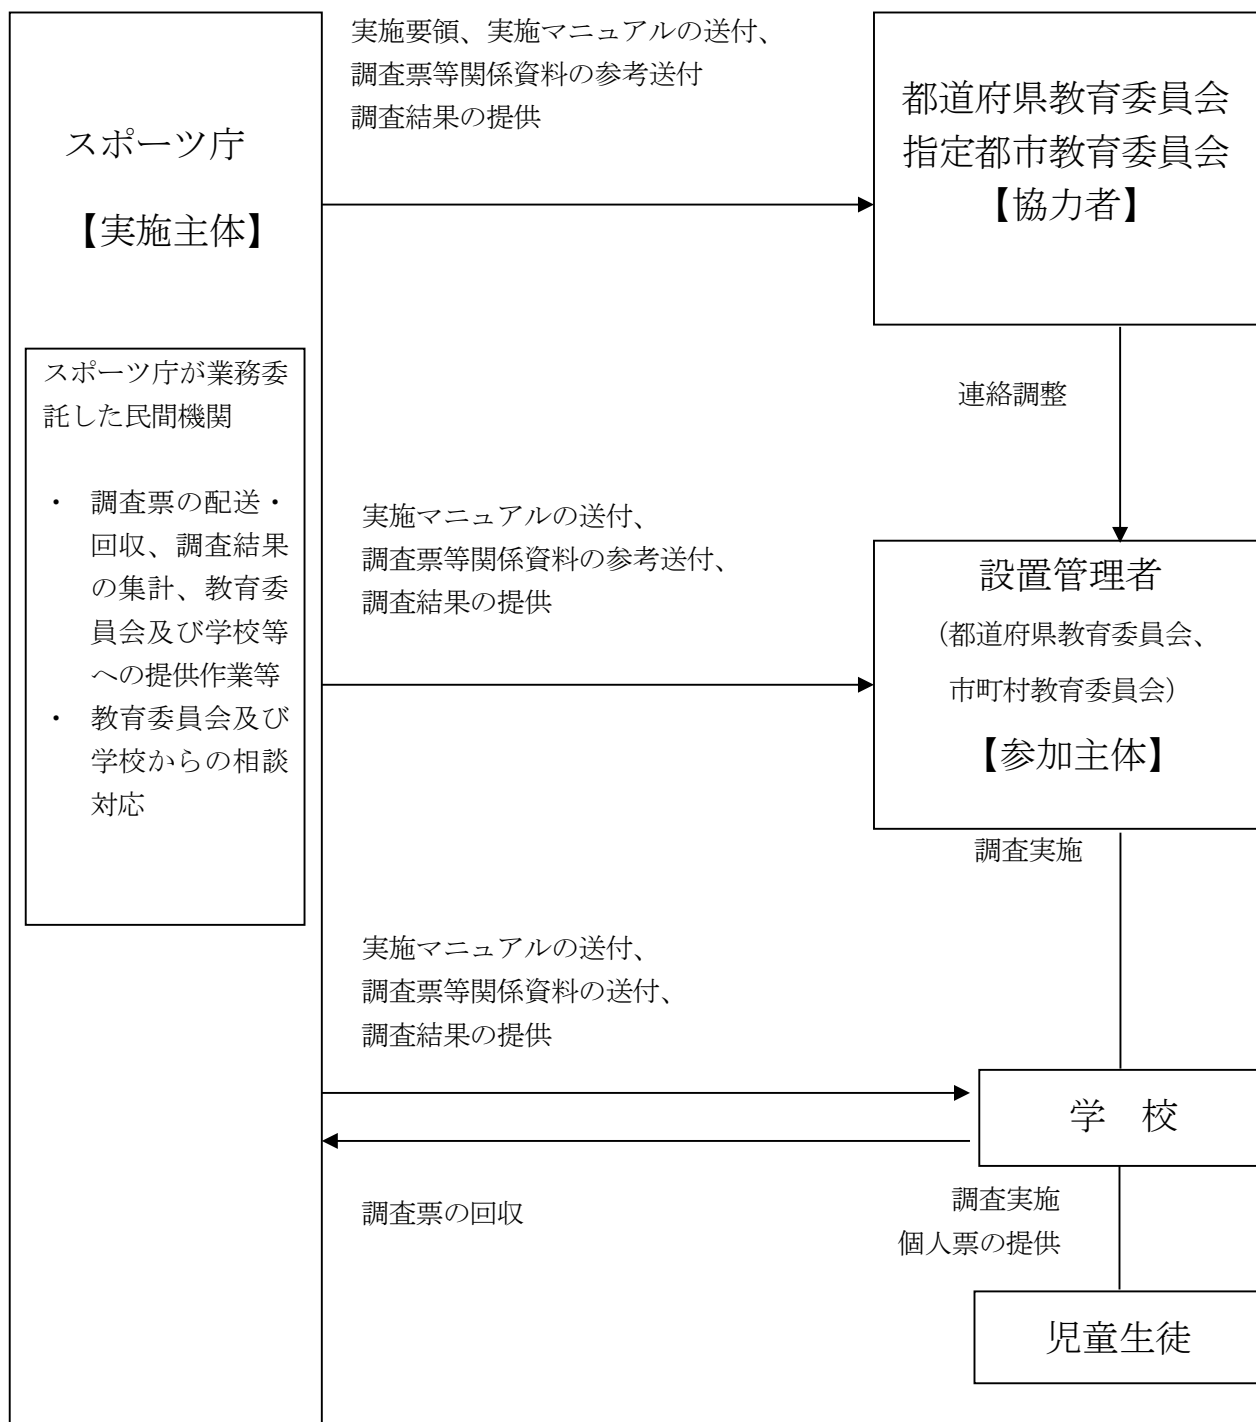 スポーツ庁
【実施主体】
スポーツ庁が業務委
託した民間機関
・ 調査票の配送・
回収、調査結果
の集計、教育委
員会及び学校等
への提供作業等
・ 教育委員会及び
学校からの相談
対応
実施要領、実施マニュアルの送付、
調査票等関係資料の参考送付
調査結果の提供
都道府県教育委員会
指定都市教育委員会
【協力者】
連絡調整
実施マニュアルの送付、
調査票等関係資料の参考送付、
調査結果の提供
設置管理者
（都道府県教育委員会、
市町村教育委員会）
【参加主体】
調査実施
実施マニュアルの送付、
調査票等関係資料の送付、
調査結果の提供
学　校
調査票の回収
調査実施
個人票の提供
児童生徒